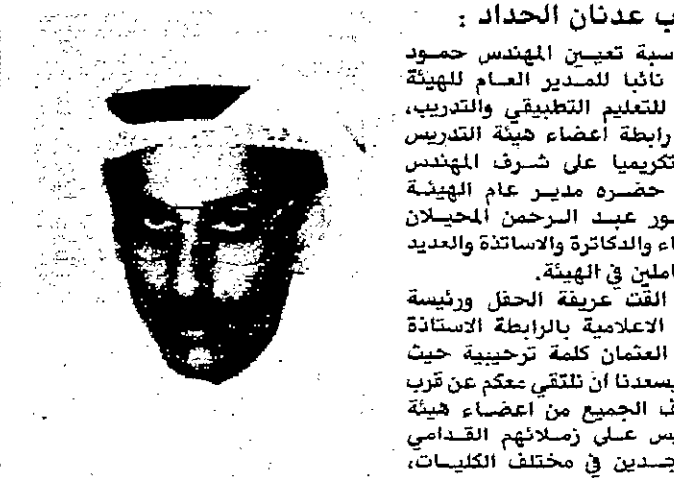 ب عدنان الحداد :
سبة تعيين المهندس حمود
نائبا للمدير العام للهيئة
للتعليم التطبيقي والتدريب،
رابطة اعضاء هيئة التدريس
تكريميا على شرف المهندس
حضره مدير عام الهيئة
ور عبد الرحمن المحيلان
اء والدكاترة والاساتذة والعديد
املين في الهيئة.
القت عريفة الحفل ورئيسة
الاعلامية بالرابطة الاستاذة
العثمان كلمة ترحيبية حيث
يسعدنا ان نلتقي معكم عن قرب
ف الجميع من اعضاء هيئة
يس على زملائهم القدامي
جدين في مختلف الكليات،